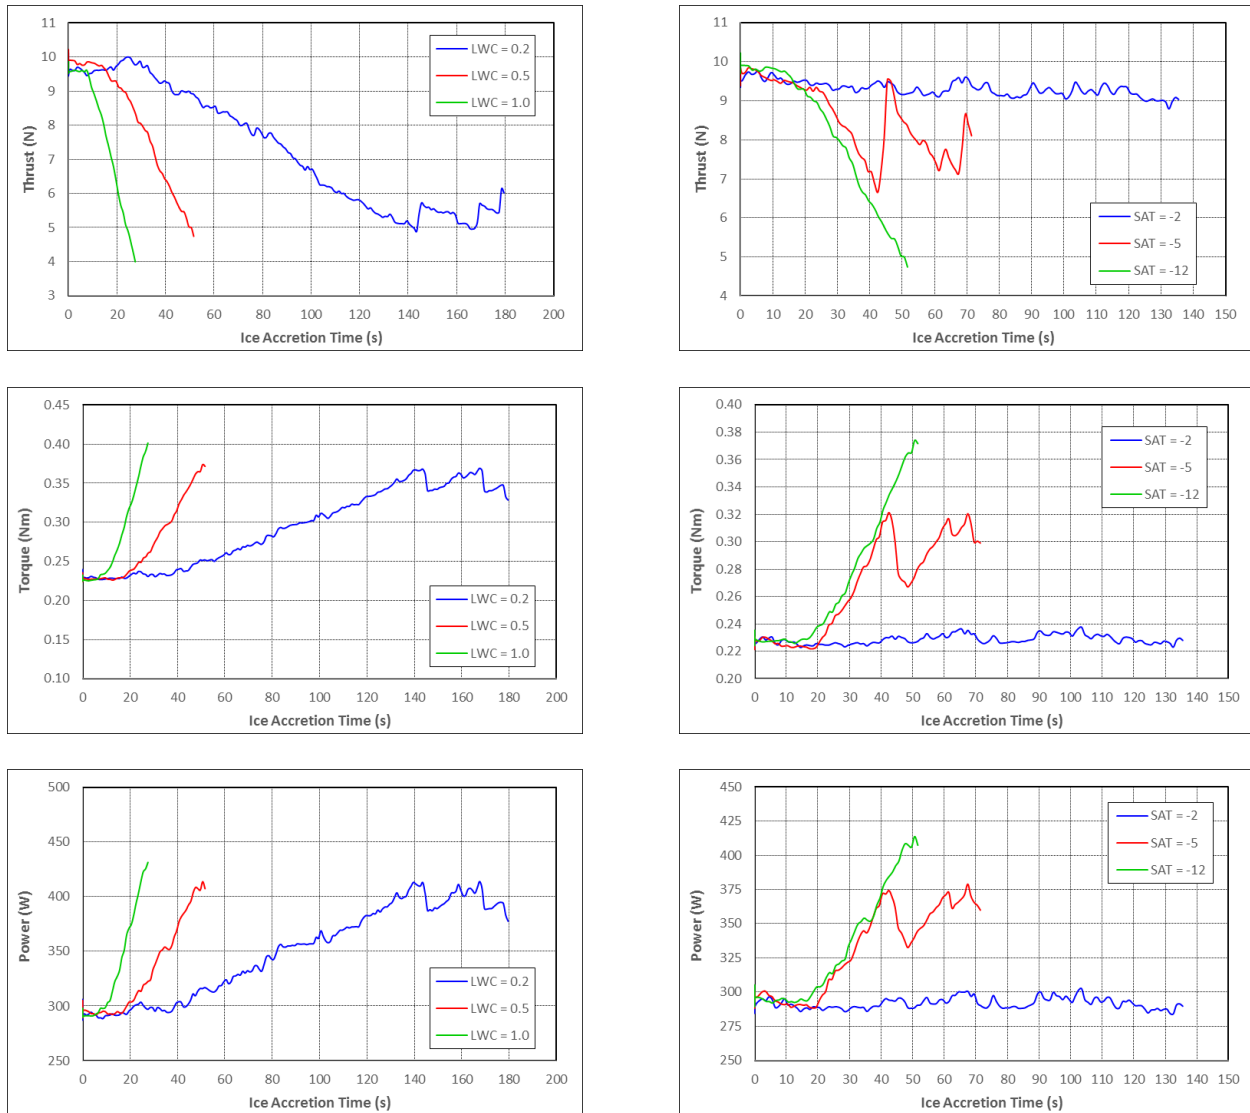 11
10
9
8
7
6
5
4
3
Thrust (N)
0 20 40 60 80 100 120 140 160 180 200
Ice Accretion Time (s)
LWC = 0.2
LWC = 0.5
LWC = 1.0
11
10
9
8
7
6
5
4
Thrust (N)
0 10 20 30 40 50 60 70 80 90 100 110 120 130 140 150
Ice Accretion Time (s)
SAT = -2
SAT = -5
SAT = -12
0.45
0.40
0.35
0.30
0.25
0.20
0.15
0.10
Torque (Nm)
0 20 40 60 80 100 120 140 160 180 200
Ice Accretion Time (s)
LWC = 0.2
LWC = 0.5
LWC = 1.0
0.40
0.38
0.36
0.34
0.32
0.30
0.28
0.26
0.24
0.22
0.20
Torque (Nm)
0 10 20 30 40 50 60 70 80 90 100 110 120 130 140 150
Ice Accretion Time (s)
SAT = -2
SAT = -5
SAT = -12
500
450
400
350
300
250
Power (W)
0 20 40 60 80 100 120 140 160 180 200
Ice Accretion Time (s)
LWC = 0.2
LWC = 0.5
LWC = 1.0
450
425
400
375
350
325
300
275
250
Power (W)
0 10 20 30 40 50 60 70 80 90 100 110 120 130 140 150
Ice Accretion Time (s)
SAT = -2
SAT = -5
SAT = -12